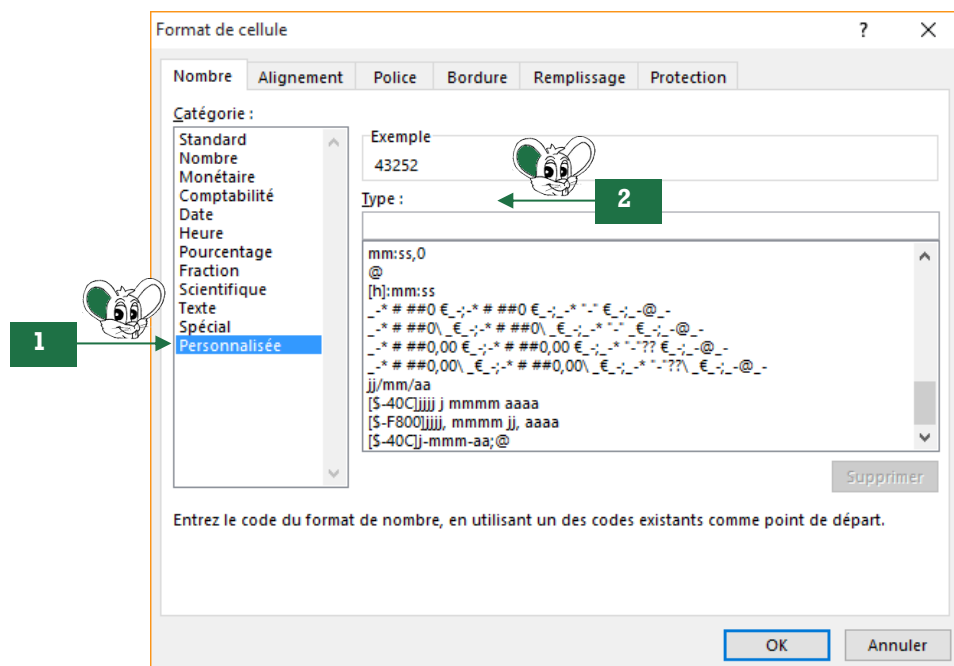 Format de cellule
?
Nombre Alignement Police Bordure Remplissage Protection
Catégorie :
Standard
Nombre
Monétaire
Comptabilité
Date
Heure
Pourcentage
Fraction
Scientifique
Texte
Spécial
Personnalisée
1
Exemple
43252
2
Type :
mm:ss,0
@
[h]:mm:ss
_-* # ##0 €_-;-* # ##0 €_-;_-* "-" €_-;_-@_-
_-* # ##0\ _€_-;-* # ##0\ _€_-;_-* "-" _€_-;_-@_-
_-* # ##0,00 €_-;-* # ##0,00 €_-;_-* "-"?? €_-;_-@_-
_-* # ##0,00\ _€_-;-* # ##0,00\ _€_-;_-* "-"??\ _€_-;_-@_-
jj/mm/aa
[$-40C]jjjjj j mmmm aaaa
[$-F800]jjjjj, mmmm jj, aaaa
[$-40C]j-mmm-aa;@
Supprimer
Entrez le code du format de nombre, en utilisant un des codes existants comme point de départ.
OK Annuler